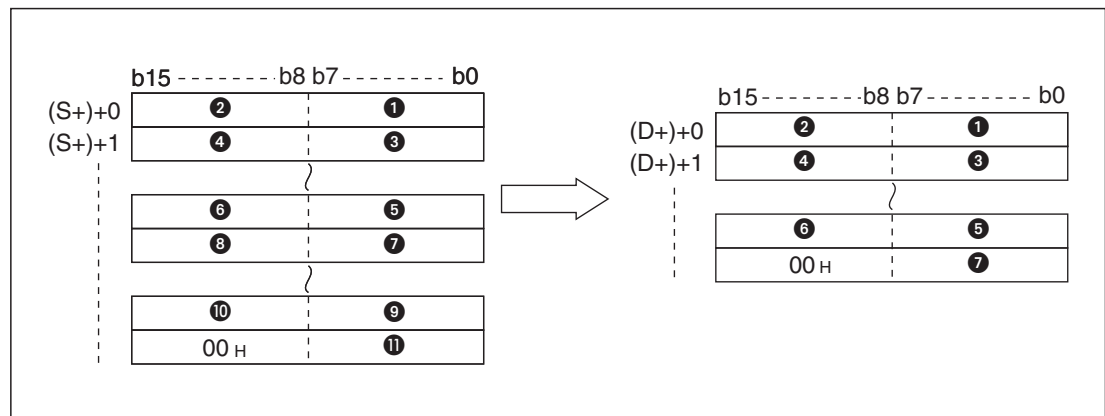 b15 - - - - - - - - b8 b7 - - - - - - - - b0
(S+)+0 ❷ ❶
(S+)+1 ❹ ❸
❻ ❺
❽ ❼
❿ ❾
00 H ⓫
b15 - - - - - - - - b8 b7 - - - - - - - - b0
(D+)+0 ❷ ❶
(D+)+1 ❹ ❸
❻ ❺
00 H ❼